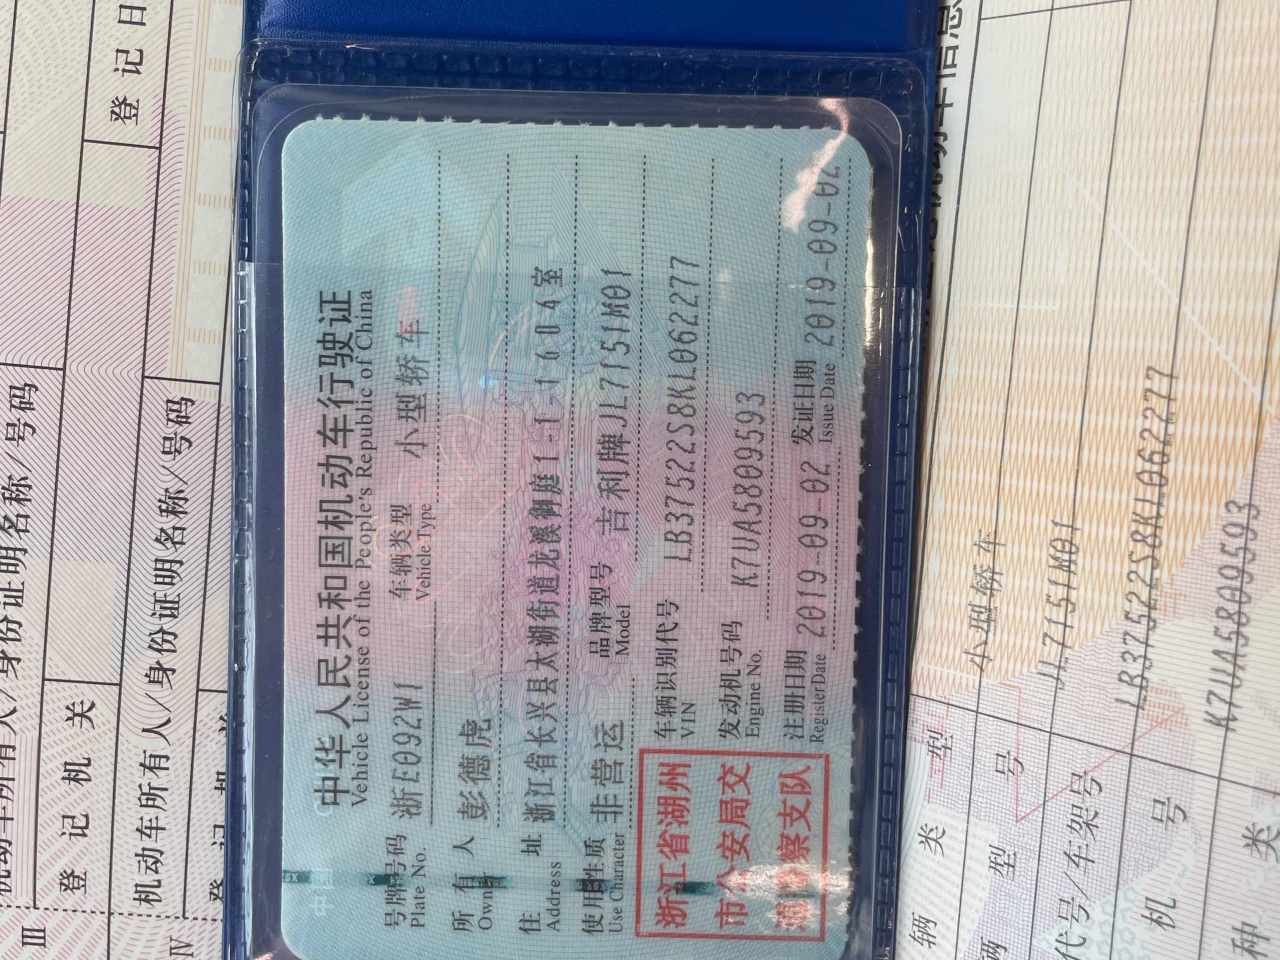 中华人民共和国机动车行驶证
Vehicle License of the People's Republic of China
号牌号码 浙E092W1 车辆类型 小型轿车
Plate No. Vehicle Type
所有人 彭德虎
Owner
住址 浙江省长兴县太湖街道龙溪御庭1-1-1604室
Address
使用性质 非营运 品牌型号 吉利牌JL7151M01
Use Character Model
浙江省湖州
市公安局交
通警察支队
车辆识别代号 LB37522S8KL062277
VIN
发动机号码 K7UA5809593
Engine No.
注册日期 2019-09-02 发证日期 2019-09-02
Register Date Issue Date
机动车所有人/身份证明名称/号码
Ⅲ
登记机关 登记日
机动车所有人/身份证明名称/号码
Ⅳ
登 机 关
辆类型 小型轿车
辆型号 JL7151M01
代号/车架号 LB37522S8KL062277
机号 K7UA5809593
种类